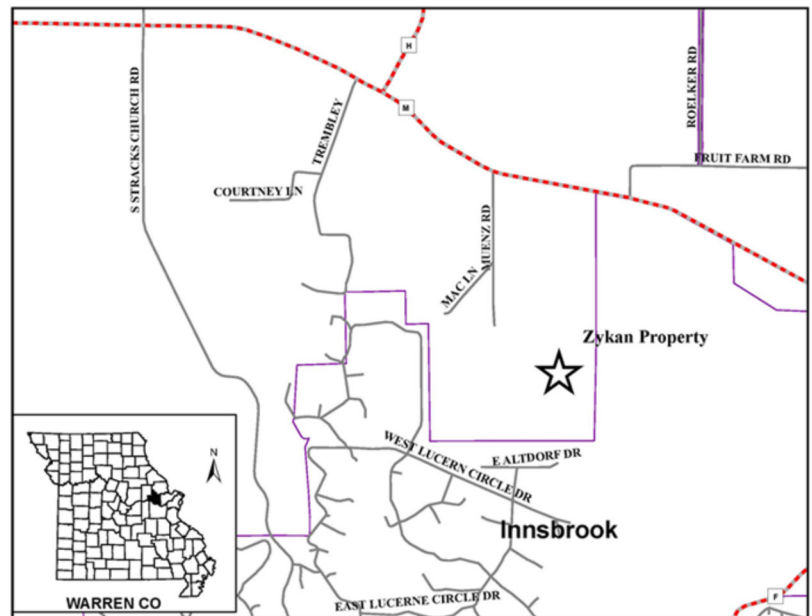 H
M
S STRACKS CHURCH RD
TREMBLEY
ROELKER RD
FRUIT FARM RD
COURTNEY LN
MUENZ RD
MAC LN
Zykan Property
WEST LUCERN CIRCLE DR
E ALTDORF DR
N
Innsbrook
WARREN CO
EAST LUCERNE CIRCLE DR
F